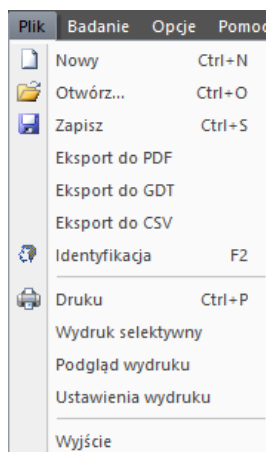 Plik Badanie Opcje
Nowy Ctrl+N
Otwórz... Ctrl+O
Zapisz Ctrl+S
Eksport do PDF
Eksport do GDT
Eksport do CSV
Identyfikacja F2
Druku Ctrl+P
Wydruk selektywny
Podgląd wydruku
Ustawienia wydruku
Wyjście